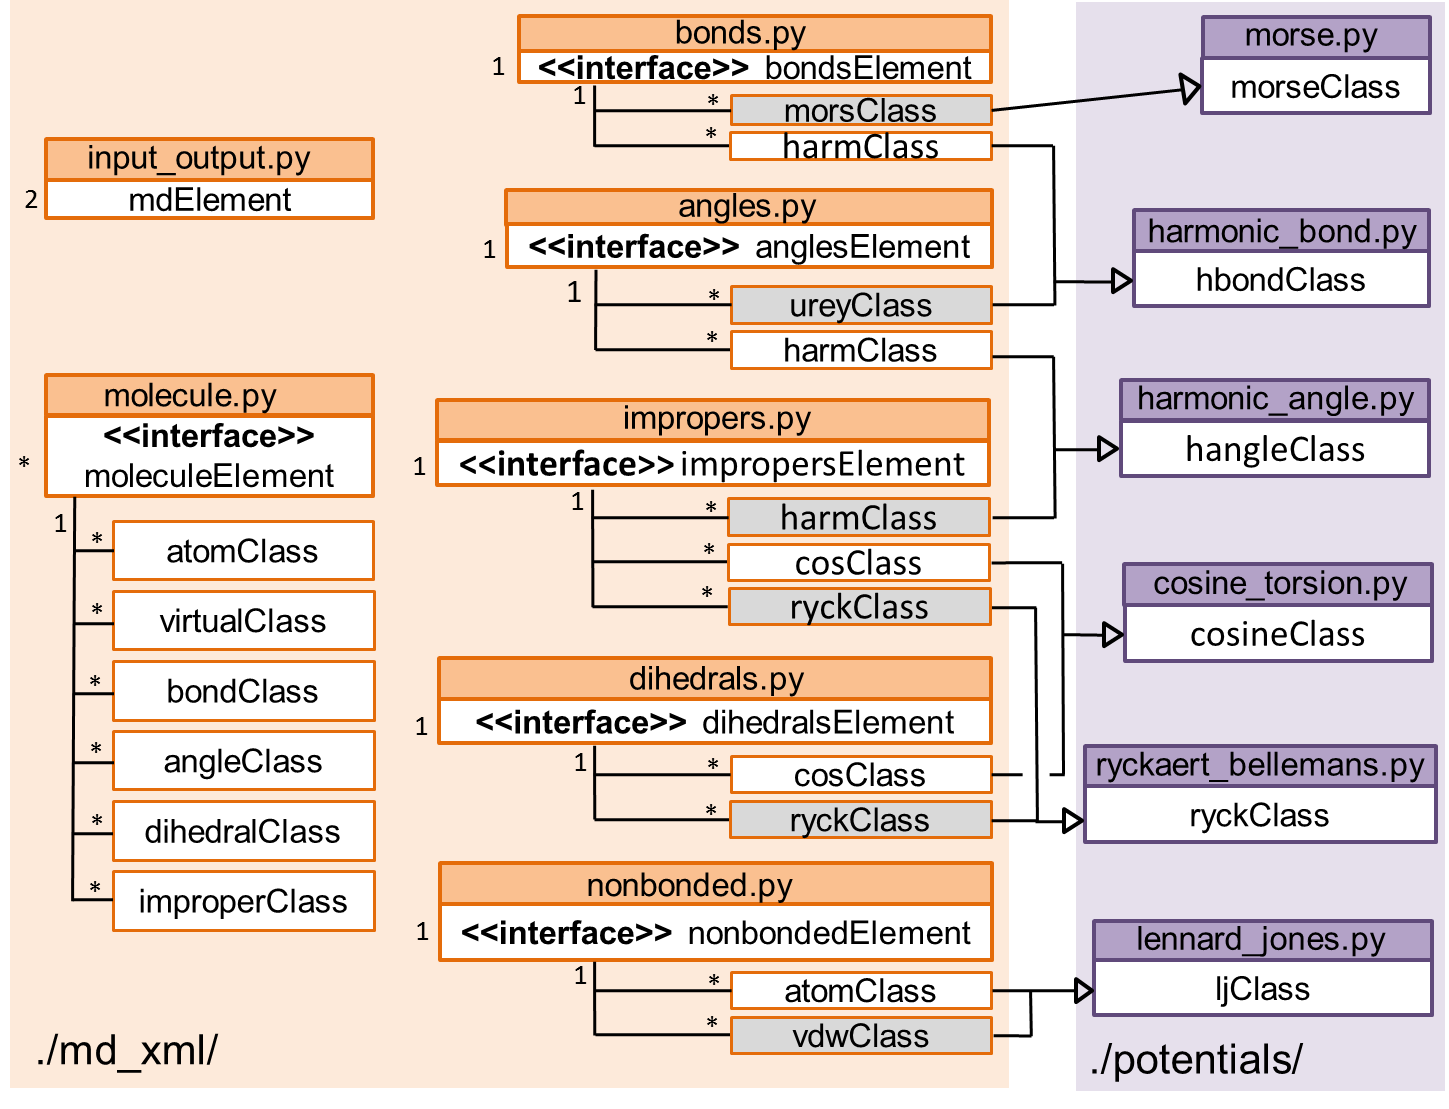 input_output.py
2
mdElement
molecule.py
<<interface>>
*
moleculeElement
1
*
atomClass
*
virtualClass
*
bondClass
*
angleClass
*
dihedralClass
*
improperClass
./md_xml/
bonds.py
1
<<interface>> bondsElement
1
*
morsClass
*
harmClass
angles.py
1
<<interface>> anglesElement
1
*
ureyClass
*
harmClass
impropers.py
1
<<interface>> impropersElement
1
*
harmClass
*
cosClass
*
ryckClass
dihedrals.py
1
<<interface>> dihedralsElement
1
*
cosClass
*
ryckClass
nonbonded.py
1
<<interface>> nonbondedElement
1
*
atomClass
*
vdwClass
morse.py
morseClass
harmonic_bond.py
hbondClass
harmonic_angle.py
hangleClass
cosine_torsion.py
cosineClass
ryckaert_bellemans.py
ryckClass
lennard_jones.py
ljClass
./potentials/